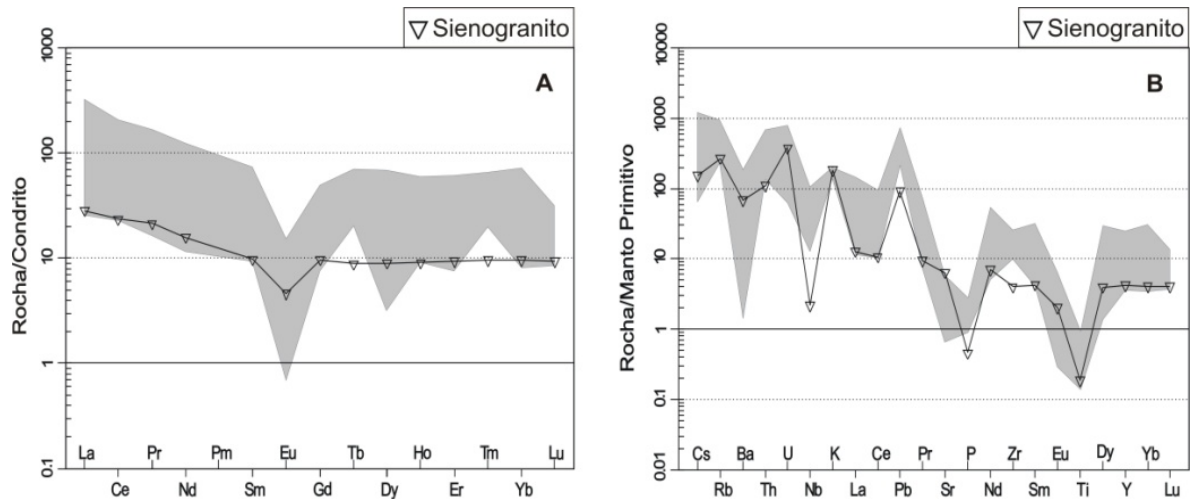 ▽ Sienogranito
A
Rocha/Condrito
1000
100
10
1
0.1
La Pr Pm Eu Tb Ho Tm Lu
Ce Nd Sm Gd Dy Er Yb
▽ Sienogranito
B
Rocha/Manto Primitivo
10000
1000
100
10
1
0.1
0.01
Cs Ba U K Ce Pr P Zr Eu Dy Yb
Rb Th Nb La Pb Sr Nd Sm Ti Y Lu